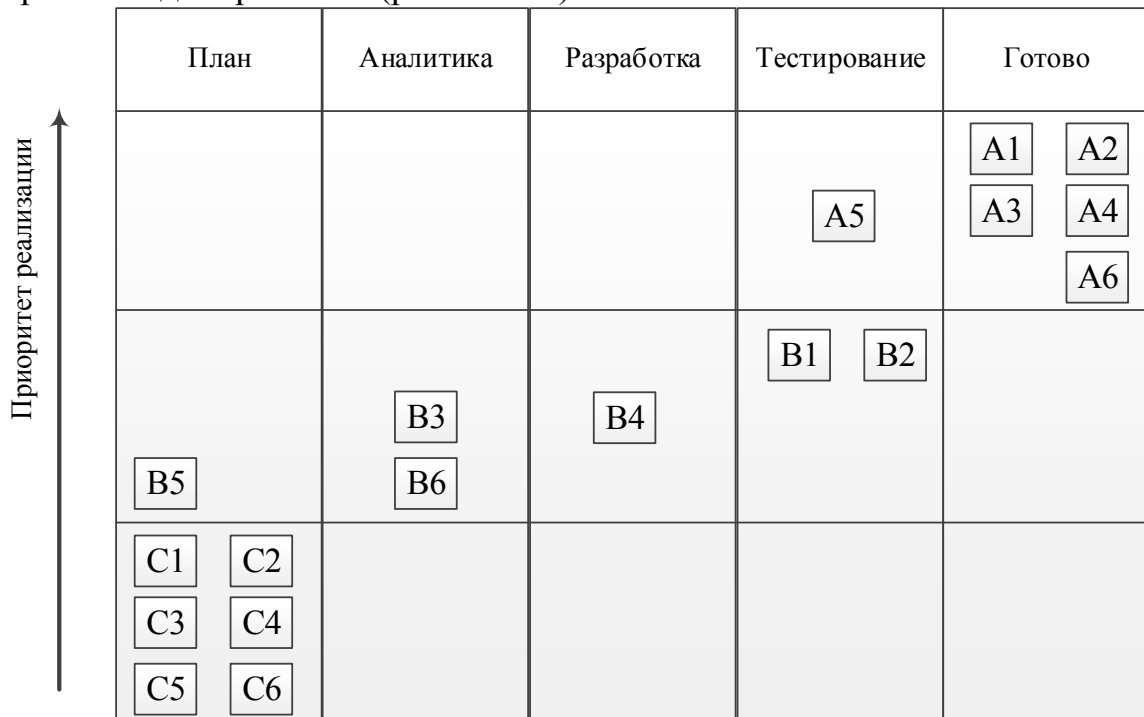 План Аналитика Разработка Тестирование Готово
Приоритет реализации
A1 A2
A5 A3 A4
A6
B1 B2
B3 B4
B5 B6
C1 C2
C3 C4
C5 C6